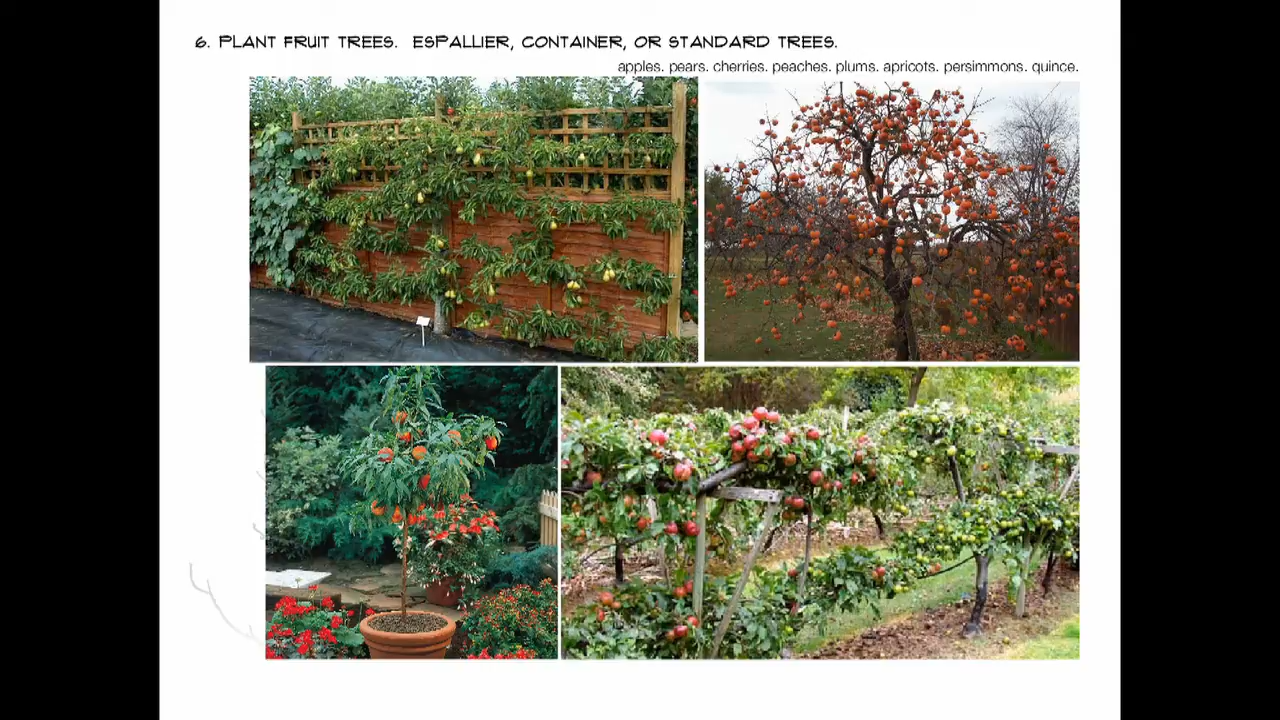 6. PLANT FRUIT TREES. ESPALLIER, CONTAINER, OR STANDARD TREES.
apples. pears. cherries. peaches. plums. apricots. persimmons. quince.